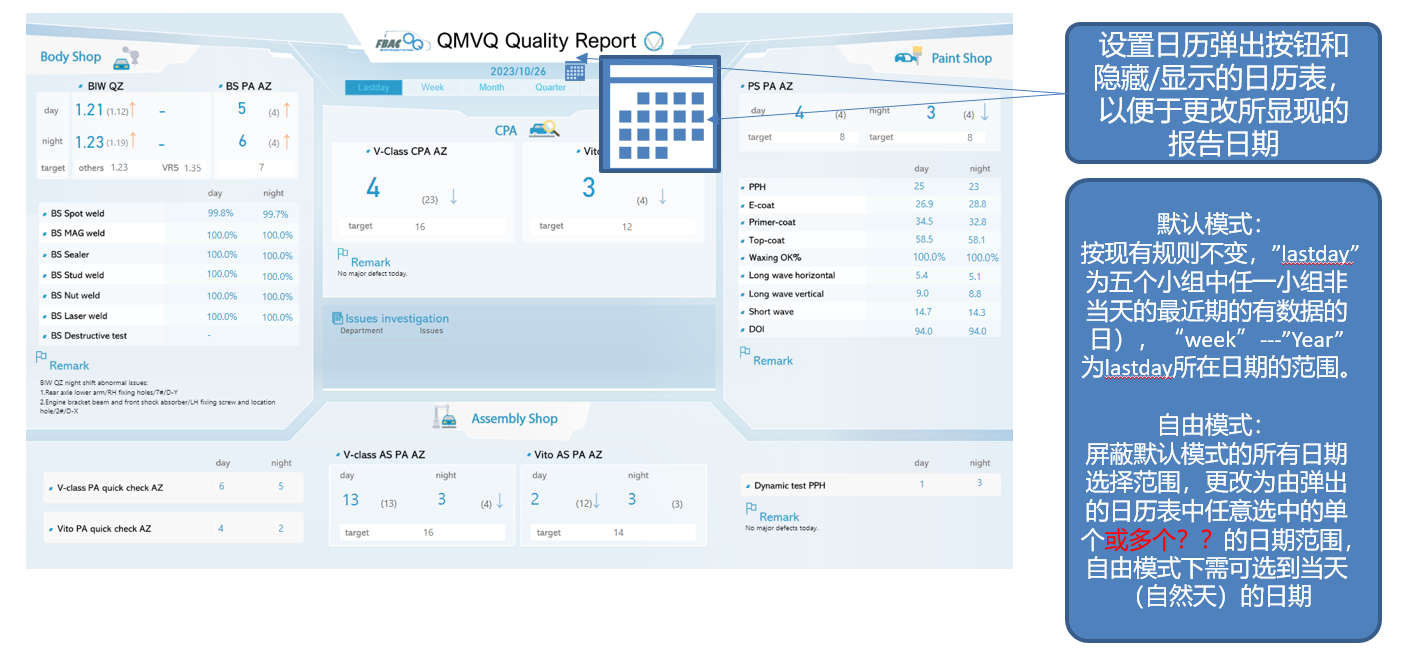 FBAC QMVQ Quality Report
2023/10/26
Lastday Week Month Quarter
Body Shop
BIW QZ BS PA AZ
day 1.21 (1.12) - 5 (4)
night 1.23 (1.19) - 6 (4)
target others 1.23 VR5 1.35 7
day night
BS Spot weld 99.8% 99.7%
BS MAG weld 100.0% 100.0%
BS Sealer 100.0% 100.0%
BS Stud weld 100.0% 100.0%
BS Nut weld 100.0% 100.0%
BS Laser weld 100.0% 100.0%
BS Destructive test -
Remark
BIW QZ night shift abnormal issues:
1.Rear axle lower arm/RH fixing holes/7#/D-Y
2.Engine bracket beam and front shock absorber/LH fixing screw and location
hole/2#/D-X
CPA
V-Class CPA AZ
4 (23)
target 16
Vito
3 (4)
target 12
Remark
No major defect today.
Issues investigation
Department Issues
Paint Shop
PS PA AZ
day 4 (4) night 3 (4)
target 8 target 8
day night
PPH 25 23
E-coat 26.9 28.8
Primer-coat 34.5 32.8
Top-coat 58.5 58.1
Waxing OK% 100.0% 100.0%
Long wave horizontal 5.4 5.1
Long wave vertical 9.0 8.8
Short wave 14.7 14.3
DOI 94.0 94.0
Remark
Assembly Shop
day night
V-class PA quick check AZ 6 5
Vito PA quick check AZ 4 2
V-class AS PA AZ
day night
13 (13) 3 (4)
target 16
Vito AS PA AZ
day night
2 (12) 3 (3)
target 14
day night
Dynamic test PPH 1 3
Remark
No major defects today.
设置日历弹出按钮和
隐藏/显示的日历表，
以便于更改所显现的
报告日期
默认模式：
按现有规则不变，”lastday”
为五个小组中任一小组非
当天的最近期的有数据的
日），“week”---”Year”
为lastday所在日期的范围。
自由模式：
屏蔽默认模式的所有日期
选择范围，更改为由弹出
的日历表中任意选中的单
个或多个？？的日期范围，
自由模式下需可选到当天
（自然天）的日期